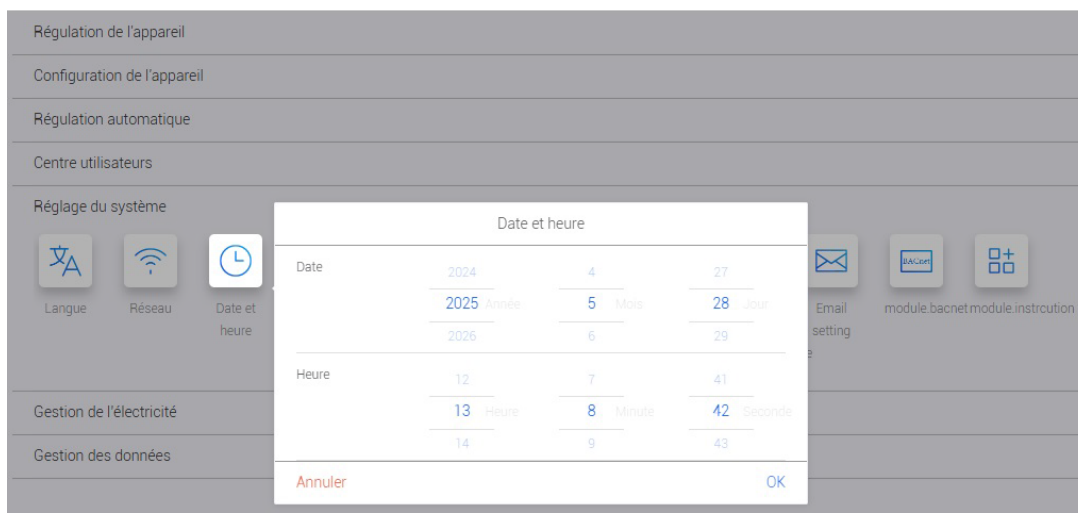 Régulation de l'appareil
Configuration de l'appareil
Régulation automatique
Centre utilisateurs
Réglage du système
Langue
Réseau
Date et
heure
Date et heure
Date
2024 4 27
2025 Année 5 Mois 28 Jour
2026 6 29
Heure
12 7 41
13 Heure 8 Minute 42 Seconde
14 9 43
Annuler OK
Email
setting
BACnet
module.bacnet
module.instrcution
Gestion de l'électricité
Gestion des données